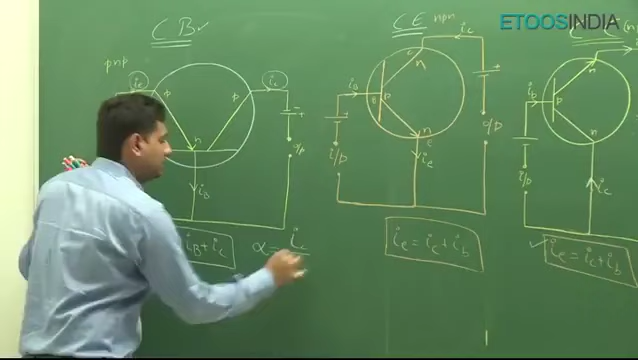 ETOOSINDIA
CB ✓
CE npn
pnp
ie
ic
p
p
n
iB
o/p
iB + ic
α = ic
c
n
ic
iB
B
p
n
e
ie
i/p
o/p
ie = ic + ib
ib
p
n
n
i/p
ic
✓ ie = ic + ib